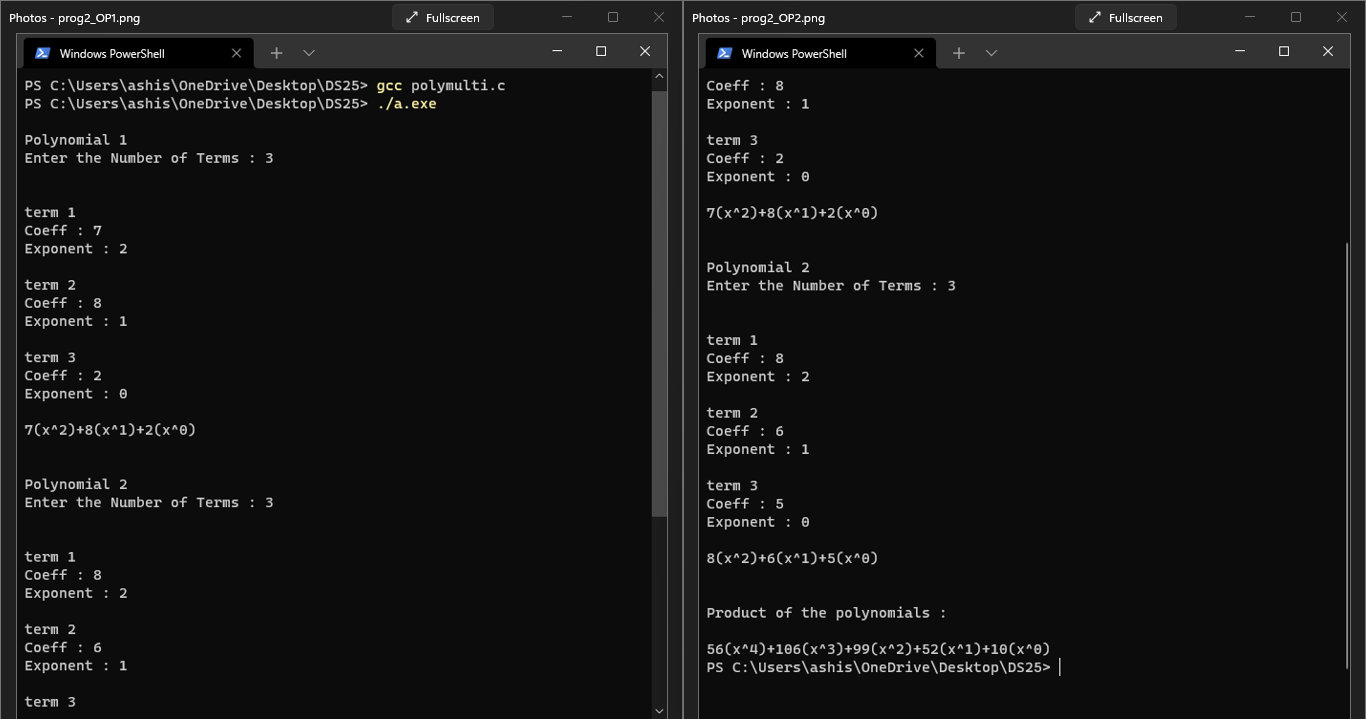 Photos - prog2_OP1.png
Fullscreen
Windows PowerShell
PS C:\Users\ashis\OneDrive\Desktop\DS25> gcc polymulti.c
PS C:\Users\ashis\OneDrive\Desktop\DS25> ./a.exe
Polynomial 1
Enter the Number of Terms : 3
term 1
Coeff : 7
Exponent : 2
term 2
Coeff : 8
Exponent : 1
term 3
Coeff : 2
Exponent : 0
7(x^2)+8(x^1)+2(x^0)
Polynomial 2
Enter the Number of Terms : 3
term 1
Coeff : 8
Exponent : 2
term 2
Coeff : 6
Exponent : 1
term 3
Photos - prog2_OP2.png
Fullscreen
Windows PowerShell
Coeff : 8
Exponent : 1
term 3
Coeff : 2
Exponent : 0
7(x^2)+8(x^1)+2(x^0)
Polynomial 2
Enter the Number of Terms : 3
term 1
Coeff : 8
Exponent : 2
term 2
Coeff : 6
Exponent : 1
term 3
Coeff : 5
Exponent : 0
8(x^2)+6(x^1)+5(x^0)
Product of the polynomials :
56(x^4)+106(x^3)+99(x^2)+52(x^1)+10(x^0)
PS C:\Users\ashis\OneDrive\Desktop\DS25>